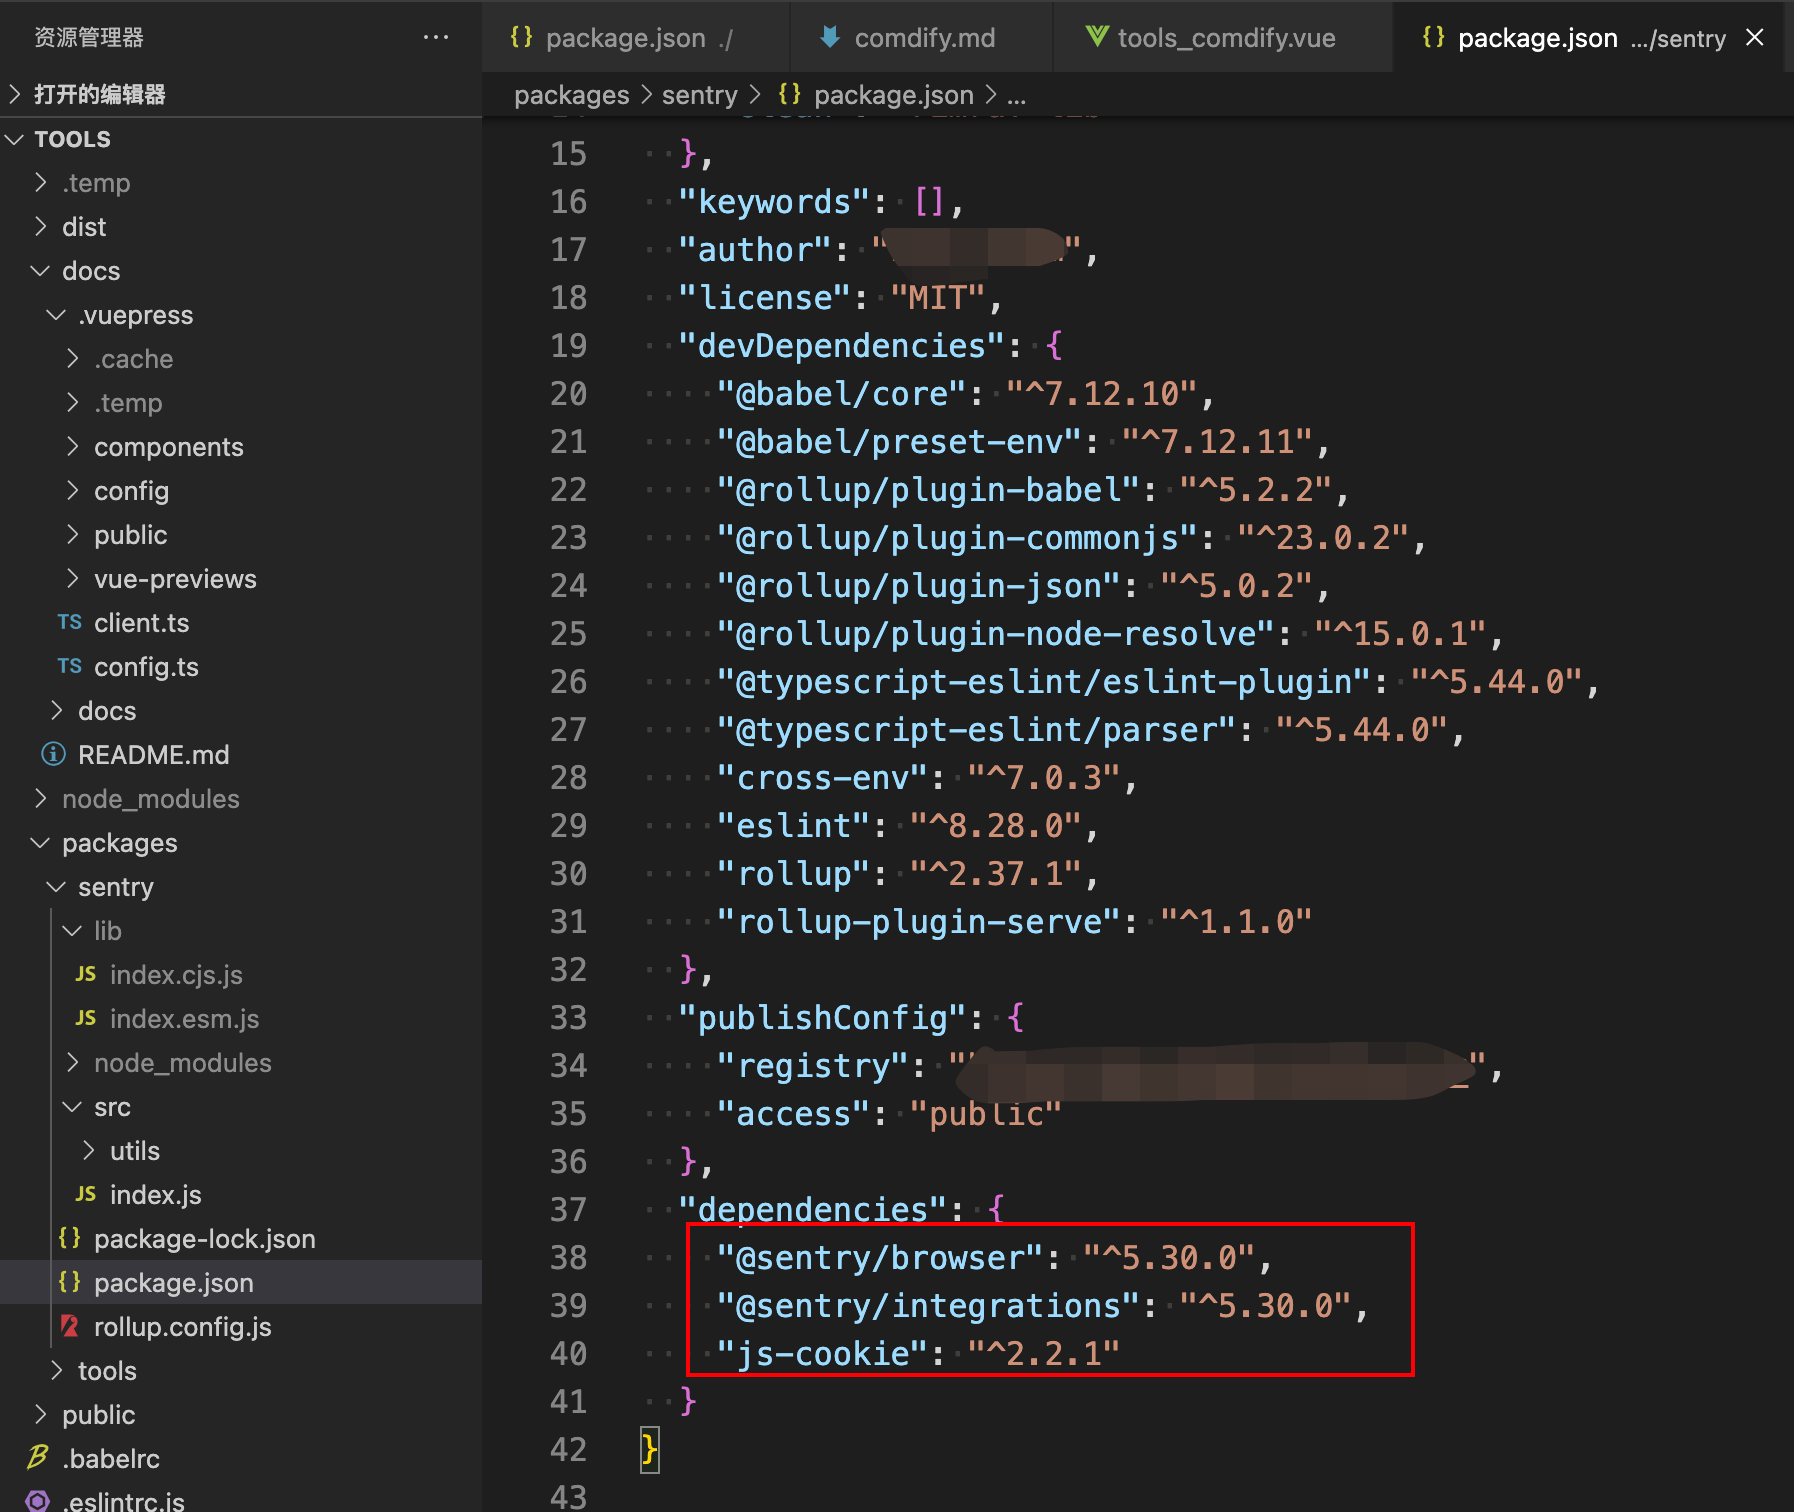 资源管理器
打开的编辑器
TOOLS
.temp
dist
docs
.vuepress
.cache
.temp
components
config
public
vue-previews
TS client.ts
TS config.ts
docs
README.md
node_modules
packages
sentry
lib
JS index.cjs.js
JS index.esm.js
node_modules
src
utils
JS index.js
{} package-lock.json
{} package.json
rollup.config.js
tools
public
.babelrc
.eslintrc.js
{} package.json ./
comdify.md
tools_comdify.vue
{} package.json .../sentry
packages > sentry > {} package.json > ...
15 },
16 "keywords": [],
17 "author": "
",
18 "license": "MIT",
19 "devDependencies": {
20 "@babel/core": "^7.12.10",
21 "@babel/preset-env": "^7.12.11",
22 "@rollup/plugin-babel": "^5.2.2",
23 "@rollup/plugin-commonjs": "^23.0.2",
24 "@rollup/plugin-json": "^5.0.2",
25 "@rollup/plugin-node-resolve": "^15.0.1",
26 "@typescript-eslint/eslint-plugin": "^5.44.0",
27 "@typescript-eslint/parser": "^5.44.0",
28 "cross-env": "^7.0.3",
29 "eslint": "^8.28.0",
30 "rollup": "^2.37.1",
31 "rollup-plugin-serve": "^1.1.0"
32 },
33 "publishConfig": {
34 "registry": "
",
35 "access": "public"
36 },
37 "dependencies": {
38 "@sentry/browser": "^5.30.0",
39 "@sentry/integrations": "^5.30.0",
40 "js-cookie": "^2.2.1"
41 }
42 }
43